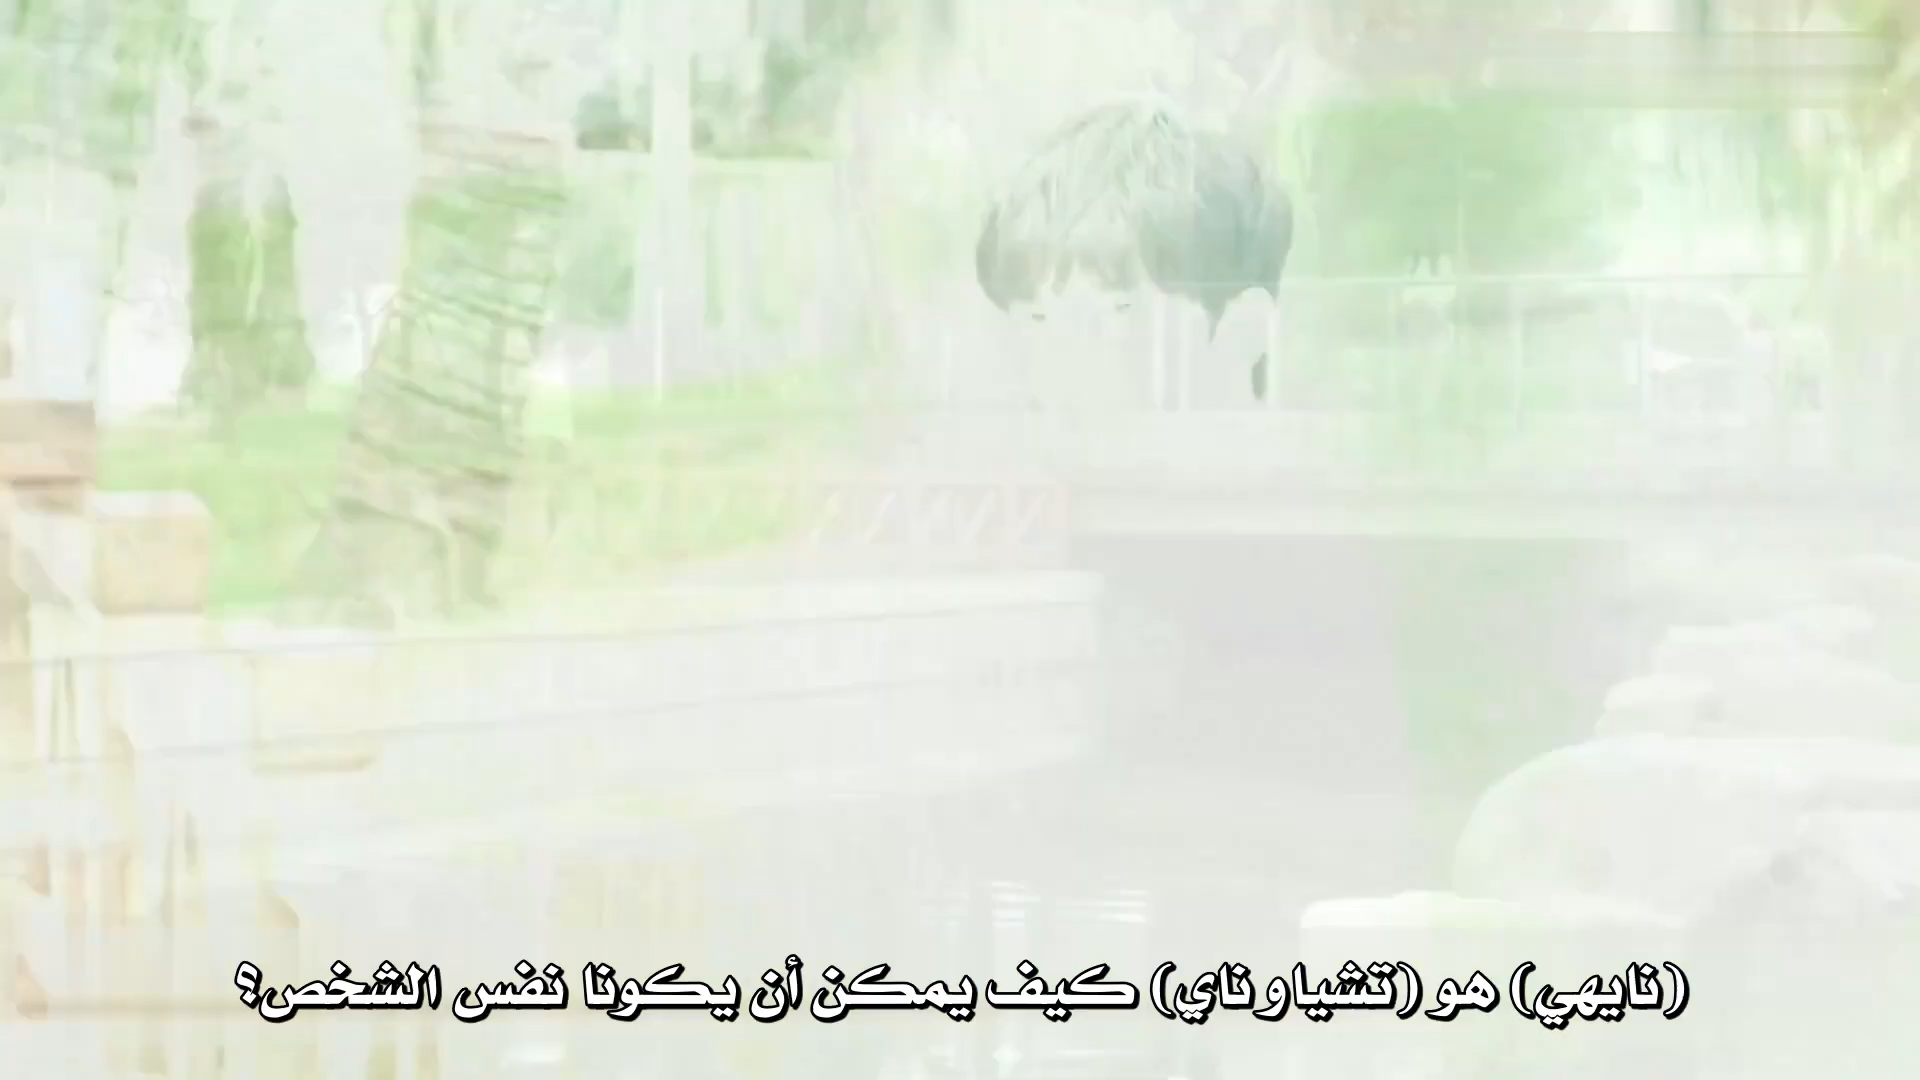 (نايهي) هو (تشياوناي) كيف يمكن أن يكونا نفس الشخص؟